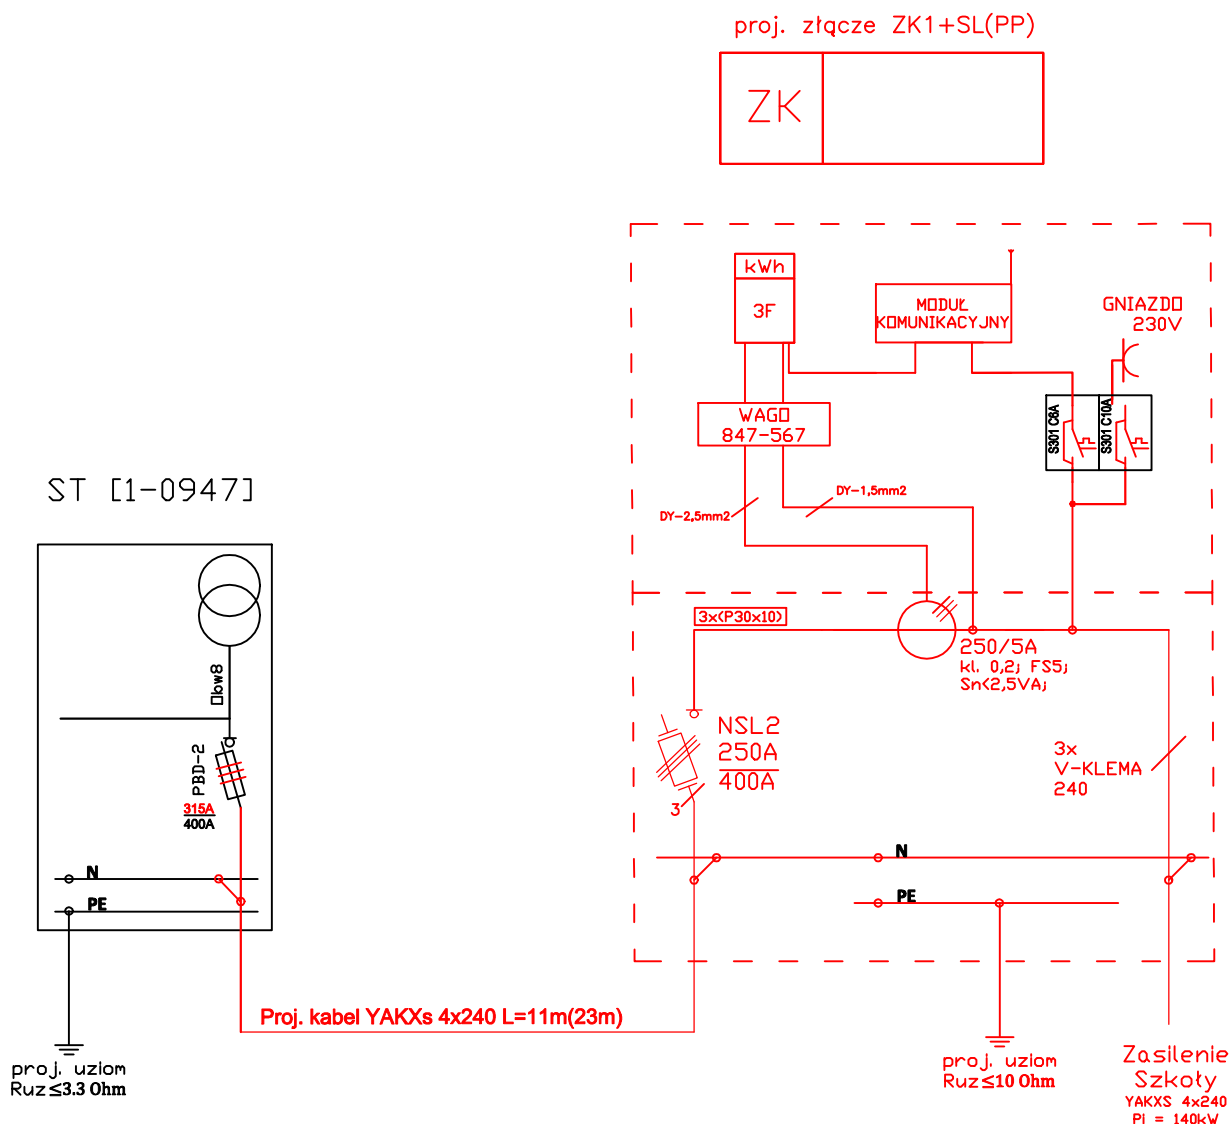 proj. złącze ZK1+SL(PP)
ZK
kWh
3F
MODUŁ
KOMUNIKACYJNY
GNIAZDO
230V
WAGO
847-567
S301 C6A
S301 C10A
DY-2,5mm2
DY-1,5mm2
ST [1-0947]
3x(P30x10)
250/5A
kl. 0,2; FS5;
Sn<2,5VA;
Obw8
PBD-2
315A
400A
NSL2
250A
400A
3
3x
V-KLEMA
240
N
PE
N
PE
Proj. kabel YAKXs 4x240 L=11m(23m)
proj. uziom
Ruz≤3.3 Ohm
proj. uziom
Ruz≤10 Ohm
Zasilenie
Szkoły
YAKXS 4x240
Pi = 140kW